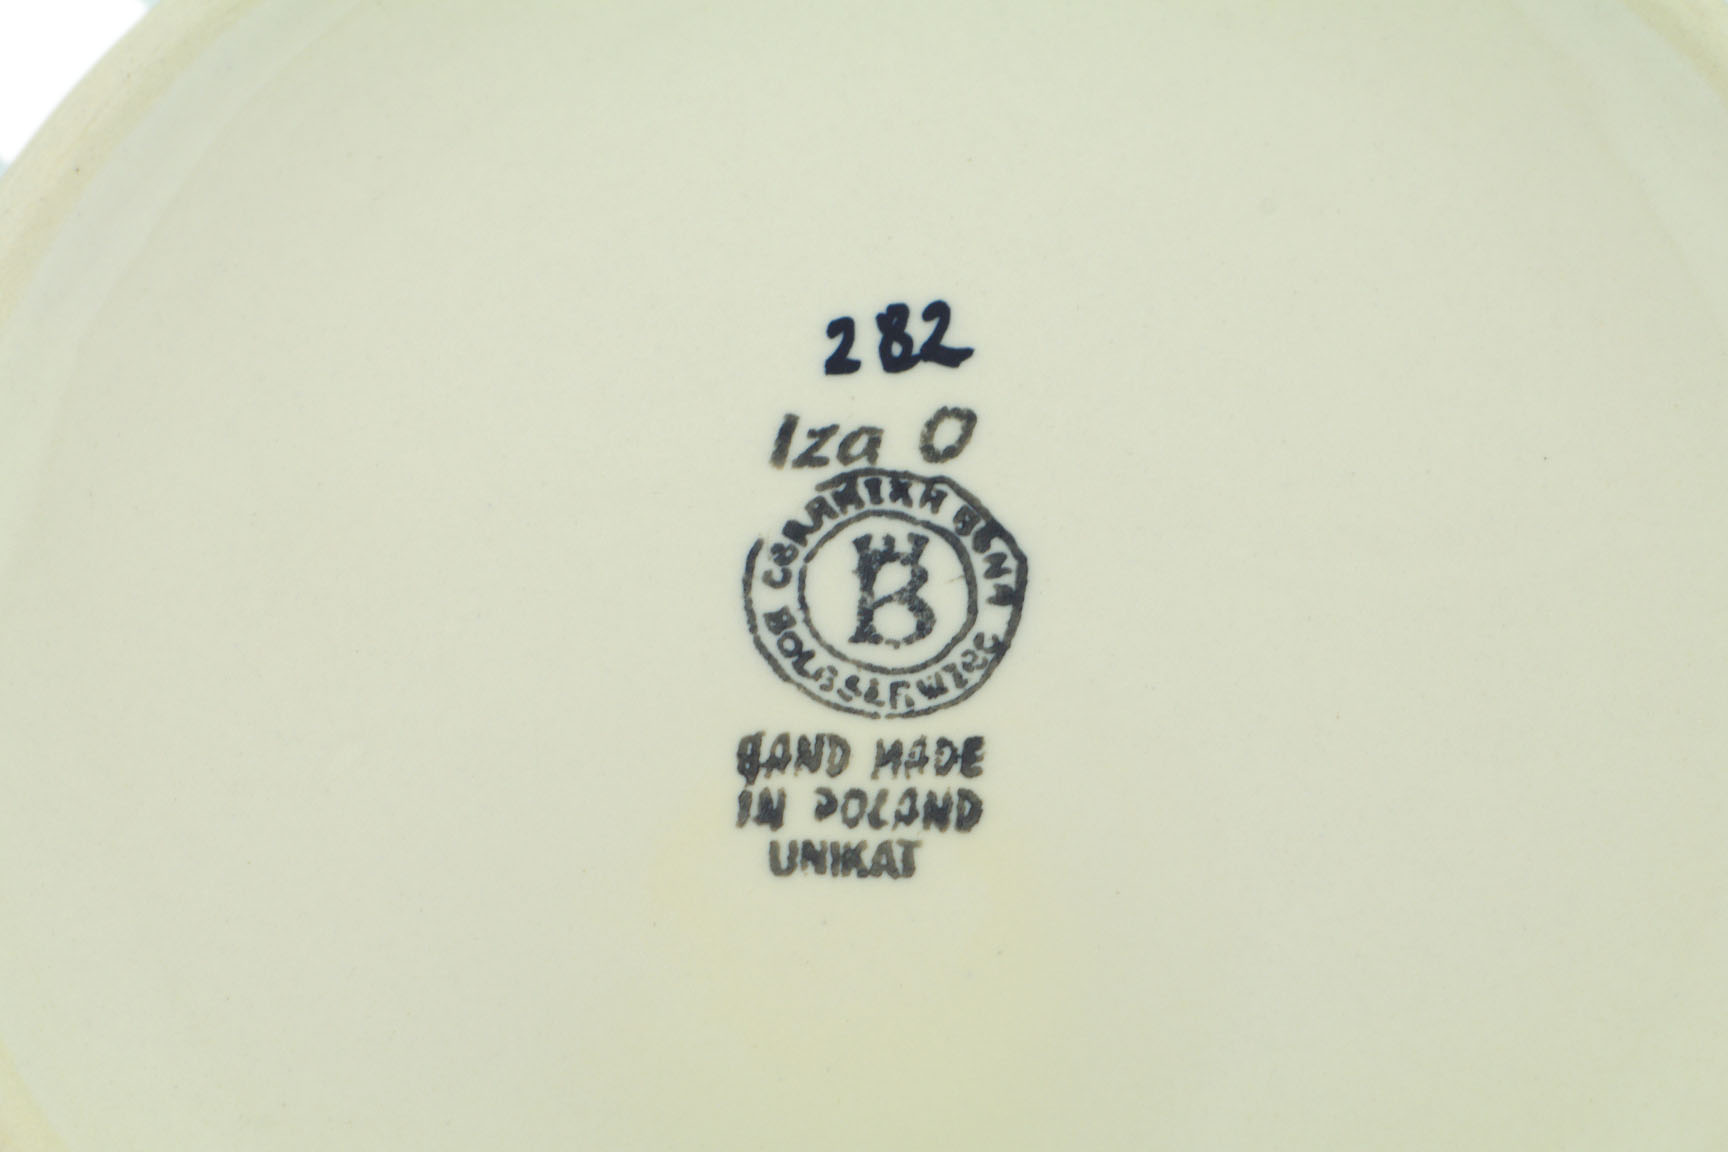 282
Iza O
CERAMIKA BONA
B
BOLESŁAWIEC
HAND MADE
IN POLAND
UNIKAT